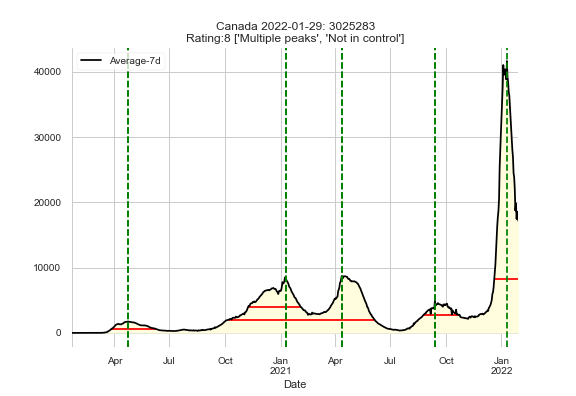 Canada 2022-01-29: 3025283
Rating:8 ['Multiple peaks', 'Not in control']
Average-7d
40000
30000
20000
10000
0
Apr Jul Oct Jan Apr Jul Oct Jan
2021 2022
Date